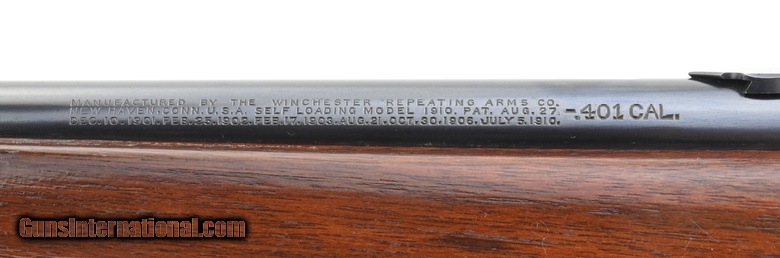 MANUFACTURED BY THE WINCHESTER REPEATING ARMS CO.
NEW HAVEN. CONN. U.S.A. SELF LOADING MODEL 1910. PAT. AUG. 27.
DEC. 10. 1901. FEB. 25. 1902. FEB. 17. 1903. AUG. 21. OCT. 30. 1906. JULY 5. 1910.
-.401 CAL.
GunsInternational.com